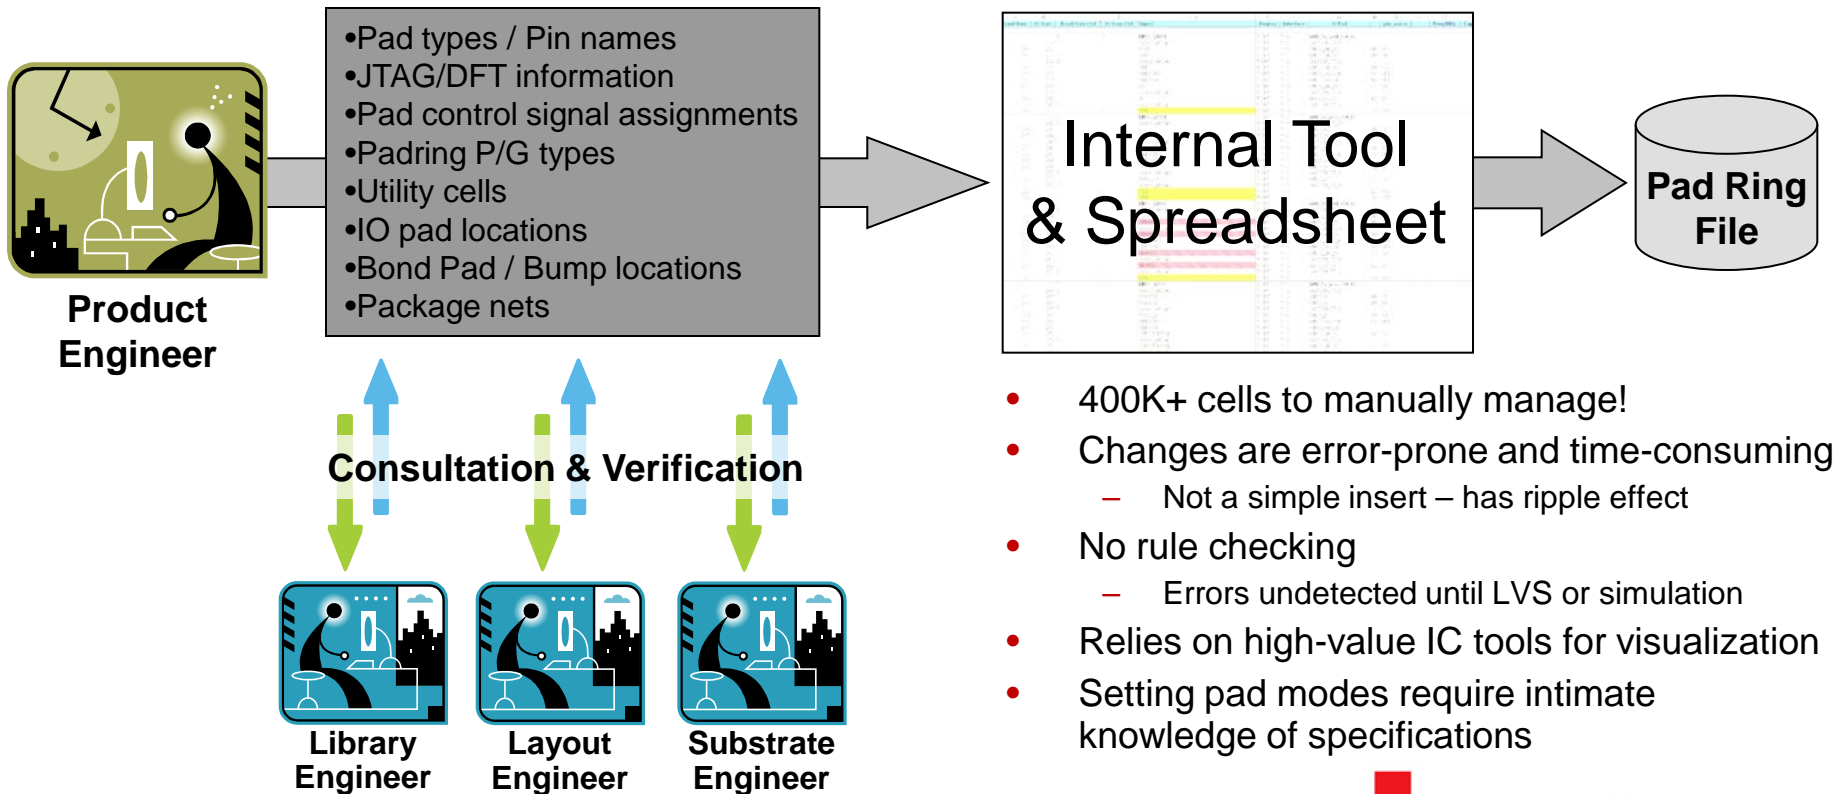 •Pad types / Pin names
•JTAG/DFT information
•Pad control signal assignments
•Padring P/G types
•Utility cells
•IO pad locations
•Bond Pad / Bump locations
•Package nets
Product
Engineer
Internal Tool
& Spreadsheet
Pad Ring
File
Consultation & Verification
Library
Engineer
Layout
Engineer
Substrate
Engineer
• 400K+ cells to manually manage!
• Changes are error-prone and time-consuming
– Not a simple insert – has ripple effect
• No rule checking
– Errors undetected until LVS or simulation
• Relies on high-value IC tools for visualization
• Setting pad modes require intimate
knowledge of specifications